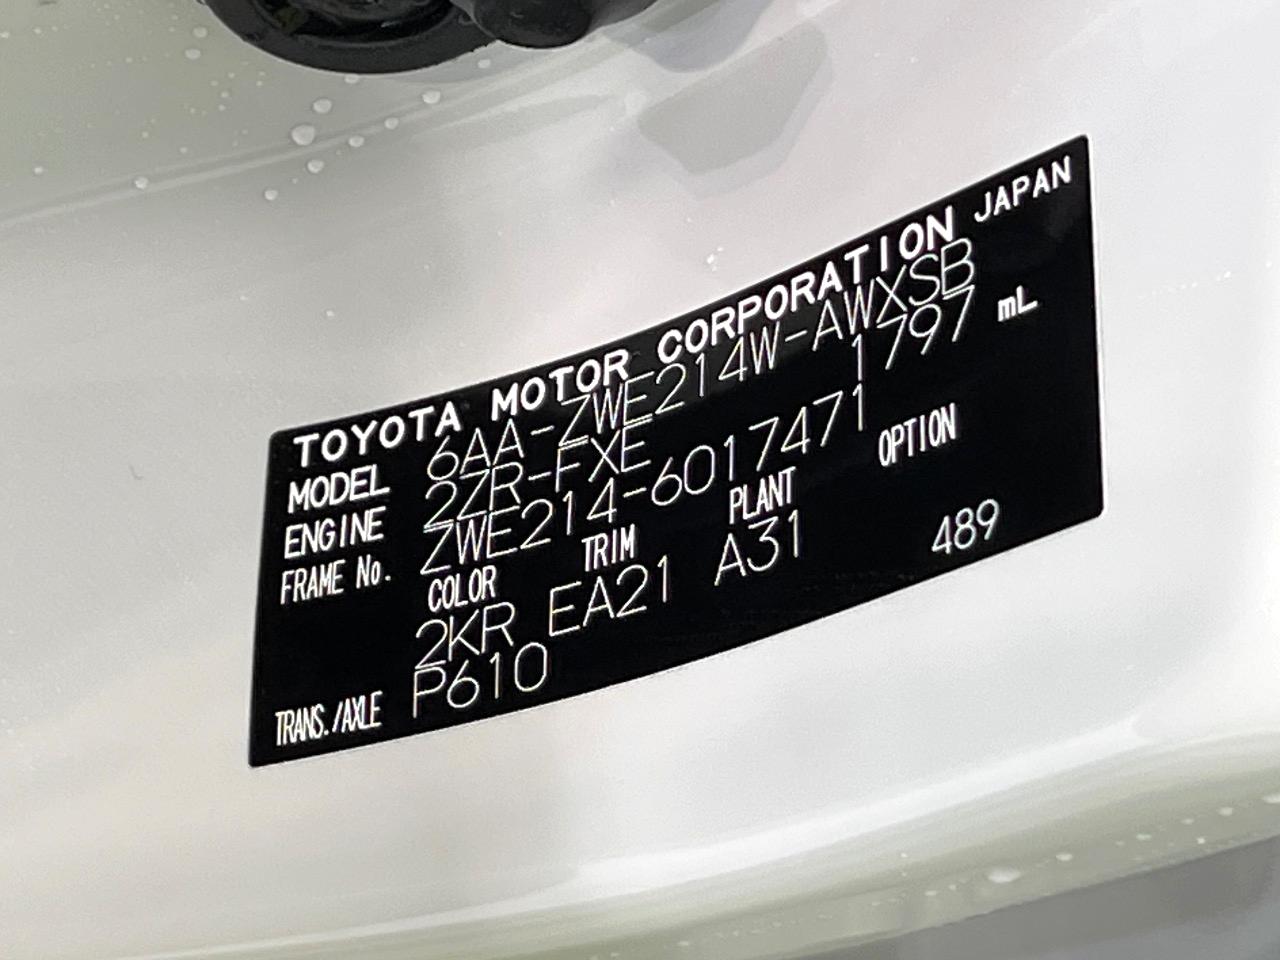 TOYOTA MOTOR CORPORATION JAPAN
MODEL 6AA-ZWE214W-AWXSB
ENGINE 2ZR-FXE 1797 mL
FRAME No. ZWE214-6017471
COLOR TRIM PLANT OPTION
2KR EA21 A31 489
TRANS./AXLE P610